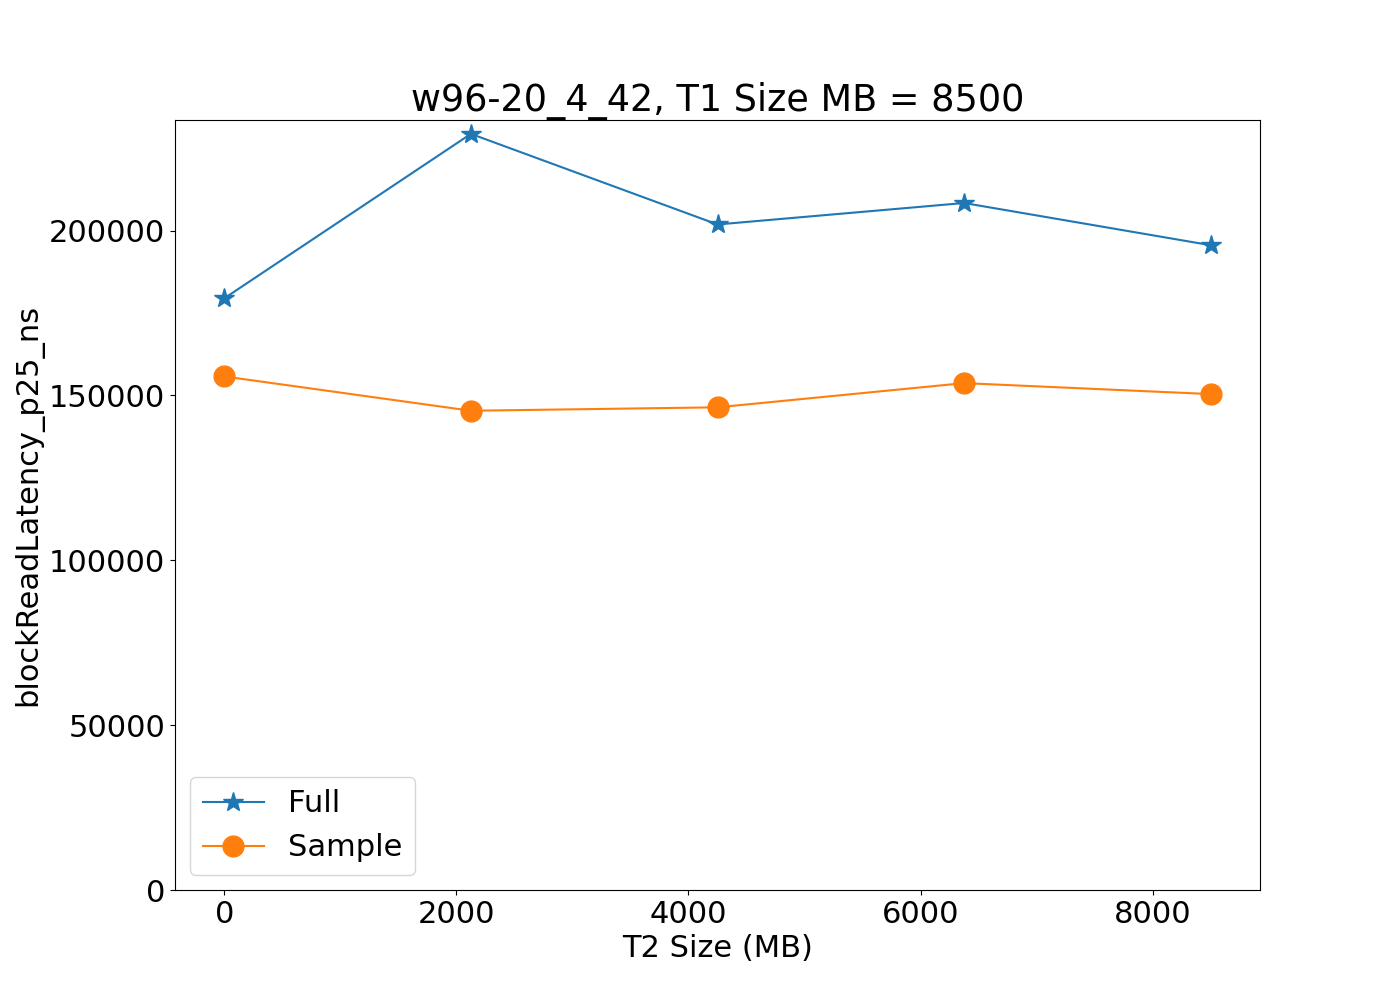 w96-20_4_42, T1 Size MB = 8500
blockReadLatency_p25_ns
200000
150000
100000
50000
0
Full
Sample
0 2000 4000 6000 8000
T2 Size (MB)